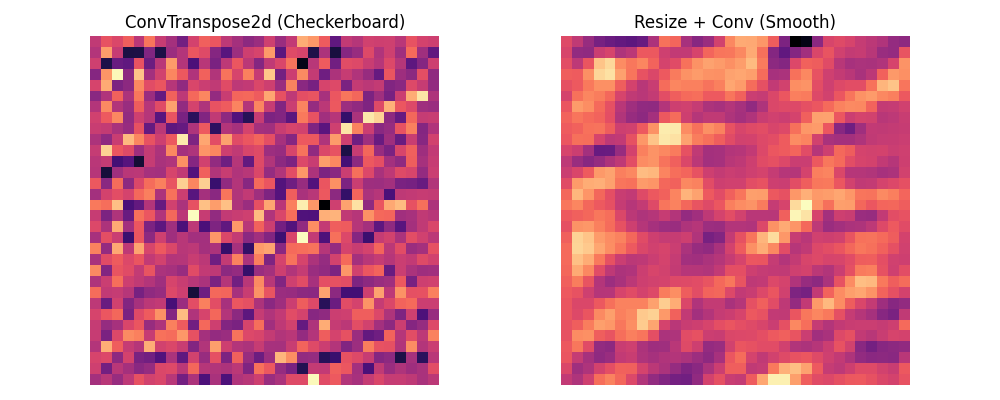 ConvTranspose2d (Checkerboard)
Resize + Conv (Smooth)